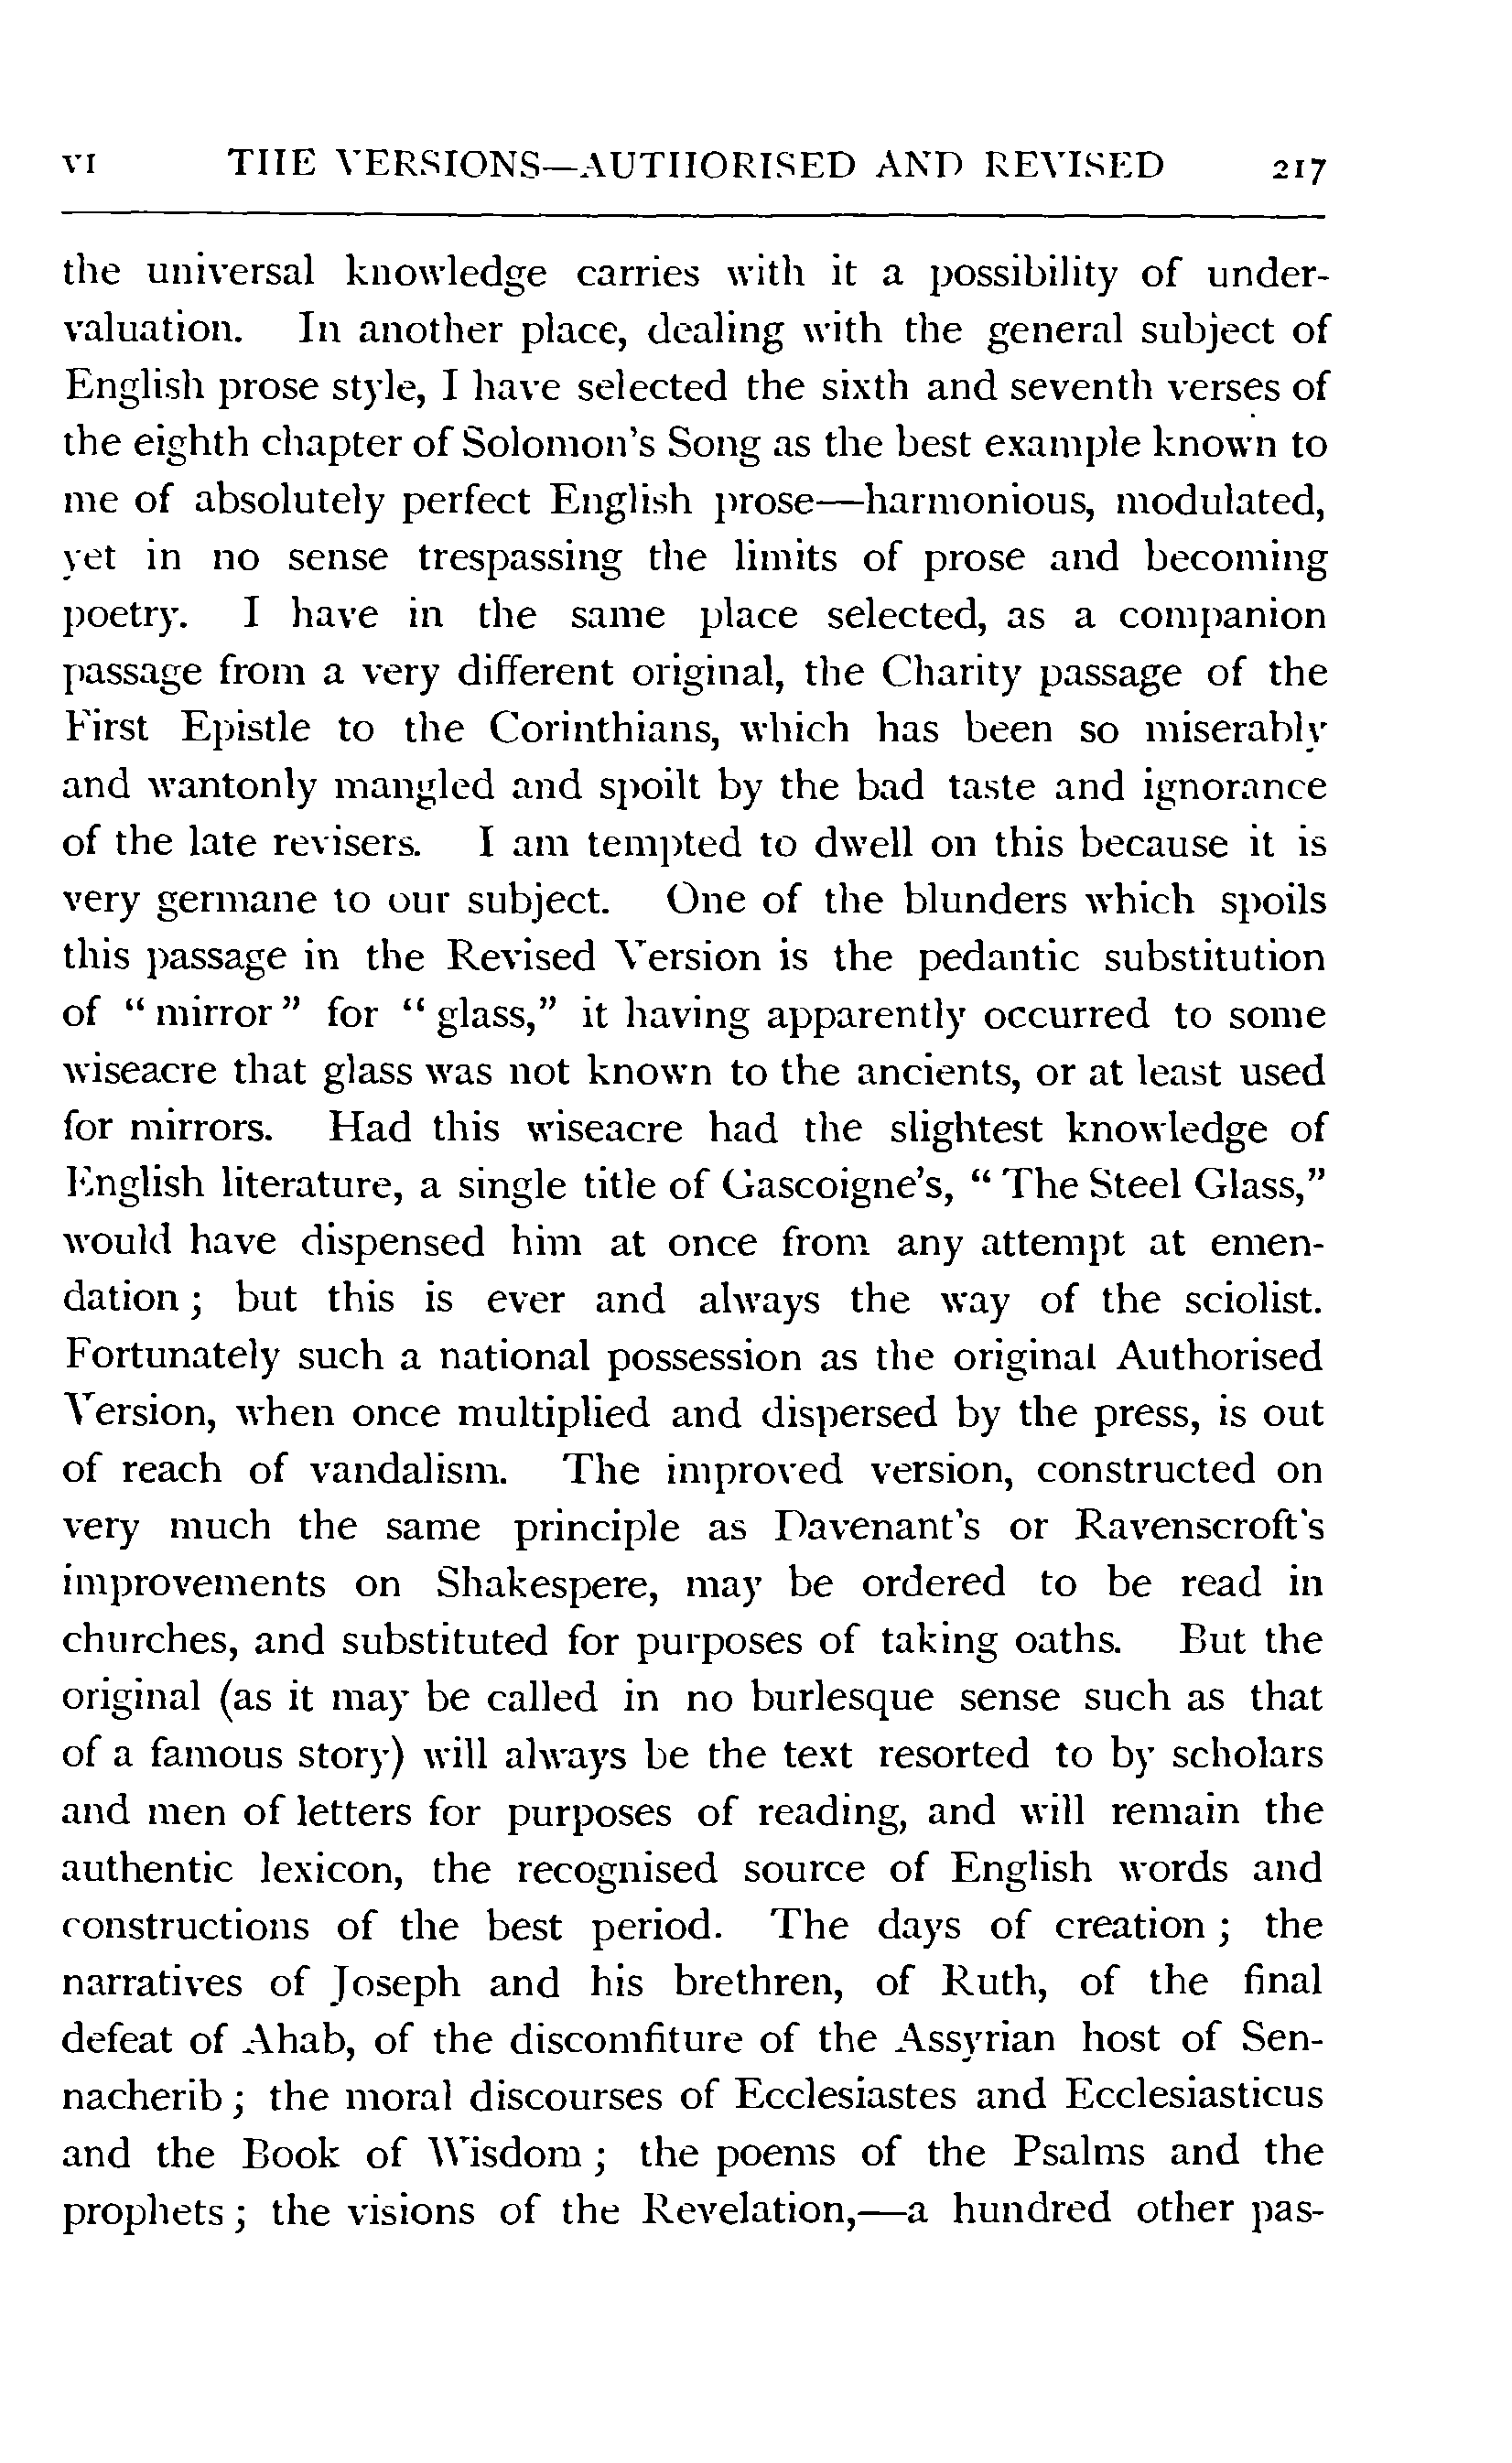 VI THE VERSIONS—AUTHORISED AND REVISED 217
the universal knowledge carries with it a possibility of under-
valuation. In another place, dealing with the general subject of
English prose style, I have selected the sixth and seventh verses of
the eighth chapter of Solomon's Song as the best example known to
me of absolutely perfect English prose—harmonious, modulated,
yet in no sense trespassing the limits of prose and becoming
poetry. I have in the same place selected, as a companion
passage from a very different original, the Charity passage of the
First Epistle to the Corinthians, which has been so miserably
and wantonly mangled and spoilt by the bad taste and ignorance
of the late revisers. I am tempted to dwell on this because it is
very germane to our subject. One of the blunders which spoils
this passage in the Revised Version is the pedantic substitution
of “mirror” for “glass,” it having apparently occurred to some
wiseacre that glass was not known to the ancients, or at least used
for mirrors. Had this wiseacre had the slightest knowledge of
English literature, a single title of Gascoigne's, “The Steel Glass,”
would have dispensed him at once from any attempt at emen-
dation; but this is ever and always the way of the sciolist.
Fortunately such a national possession as the original Authorised
Version, when once multiplied and dispersed by the press, is out
of reach of vandalism. The improved version, constructed on
very much the same principle as Davenant's or Ravenscroft's
improvements on Shakespere, may be ordered to be read in
churches, and substituted for purposes of taking oaths. But the
original (as it may be called in no burlesque sense such as that
of a famous story) will always be the text resorted to by scholars
and men of letters for purposes of reading, and will remain the
authentic lexicon, the recognised source of English words and
constructions of the best period. The days of creation; the
narratives of Joseph and his brethren, of Ruth, of the final
defeat of Ahab, of the discomfiture of the Assyrian host of Sen-
nacherib; the moral discourses of Ecclesiastes and Ecclesiasticus
and the Book of Wisdom; the poems of the Psalms and the
prophets; the visions of the Revelation,—a hundred other pas-